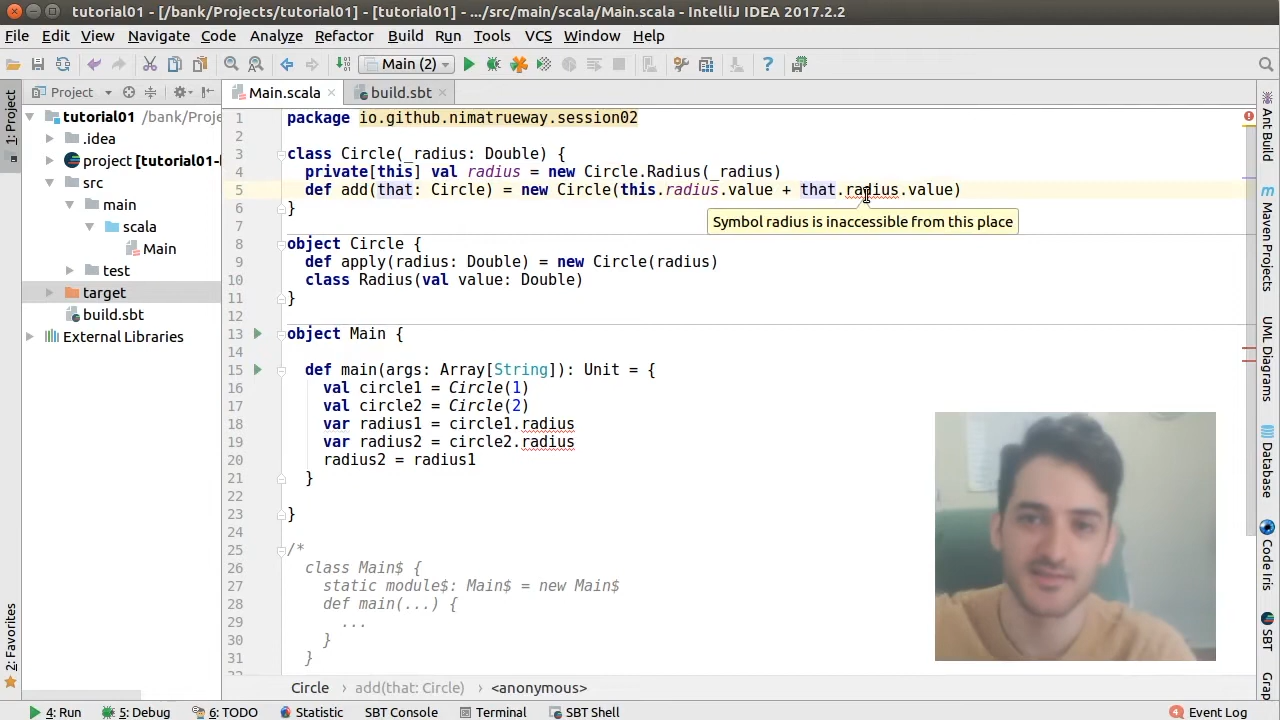 tutorial01 - [/bank/Projects/tutorial01] - [tutorial01] - .../src/main/scala/Main.scala - IntelliJ IDEA 2017.2.2
File Edit View Navigate Code Analyze Refactor Build Run Tools VCS Window Help
Main (2)
Project
Main.scala
build.sbt
1: Project
2: Favorites
tutorial01 /bank/Proje
.idea
project [tutorial01-
src
main
scala
Main
test
target
build.sbt
External Libraries
1 package io.github.nimatrueway.session02
2
3 class Circle(_radius: Double) {
4 private[this] val radius = new Circle.Radius(_radius)
5 def add(that: Circle) = new Circle(this.radius.value + that.radius.value)
6 }
Symbol radius is inaccessible from this place
7
8 object Circle {
9 def apply(radius: Double) = new Circle(radius)
10 class Radius(val value: Double)
11 }
12
13 object Main {
14
15 def main(args: Array[String]): Unit = {
16 val circle1 = Circle(1)
17 val circle2 = Circle(2)
18 var radius1 = circle1.radius
19 var radius2 = circle2.radius
20 radius2 = radius1
21 }
22
23 }
24
25 /*
26 class Main$ {
27 static module$: Main$ = new Main$
28 def main(...) {
29 ...
30 }
31 }
Circle add(that: Circle) <anonymous>
Ant Build
Maven Projects
UML Diagrams
Database
Code Iris
SBT
4: Run 5: Debug 6: TODO Statistic SBT Console Terminal SBT Shell Event Log